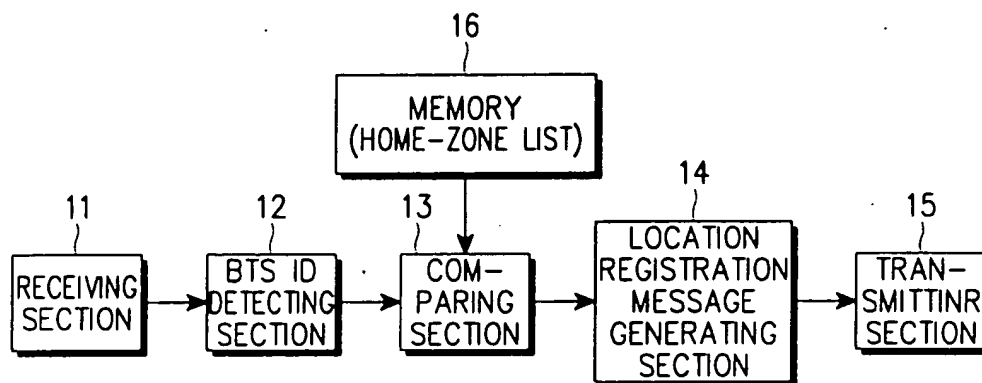 16
MEMORY
(HOME-ZONE LIST)
11
RECEIVING
SECTION
12
BTS ID
DETECTING
SECTION
13
COM-
PARING
SECTION
14
LOCATION
REGISTRATION
MESSAGE
GENERATING
SECTION
15
TRAN-
SMITTINR
SECTION